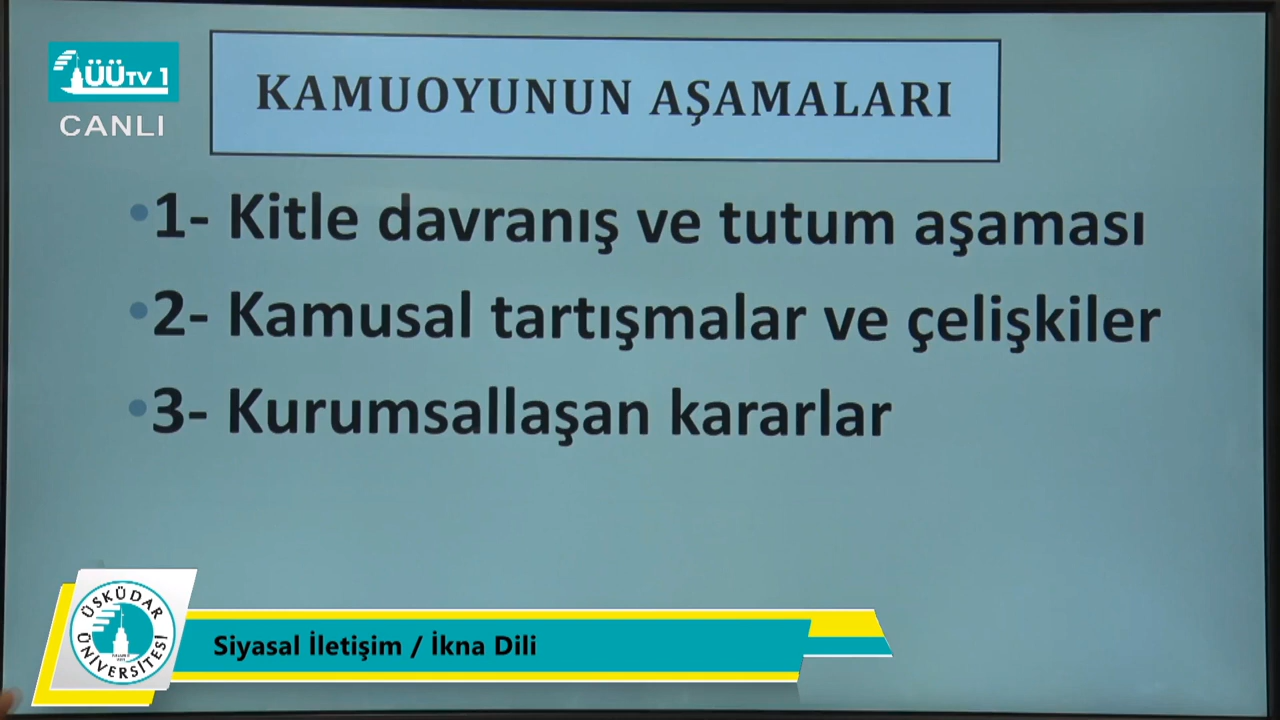 ÜÜTV 1
CANLI
KAMUOYUNUN AŞAMALARI
•1- Kitle davranış ve tutum aşaması
•2- Kamusal tartışmalar ve çelişkiler
•3- Kurumsallaşan kararlar
ÜSKÜDAR ÜNİVERSİTESİ
Siyasal İletişim / İkna Dili